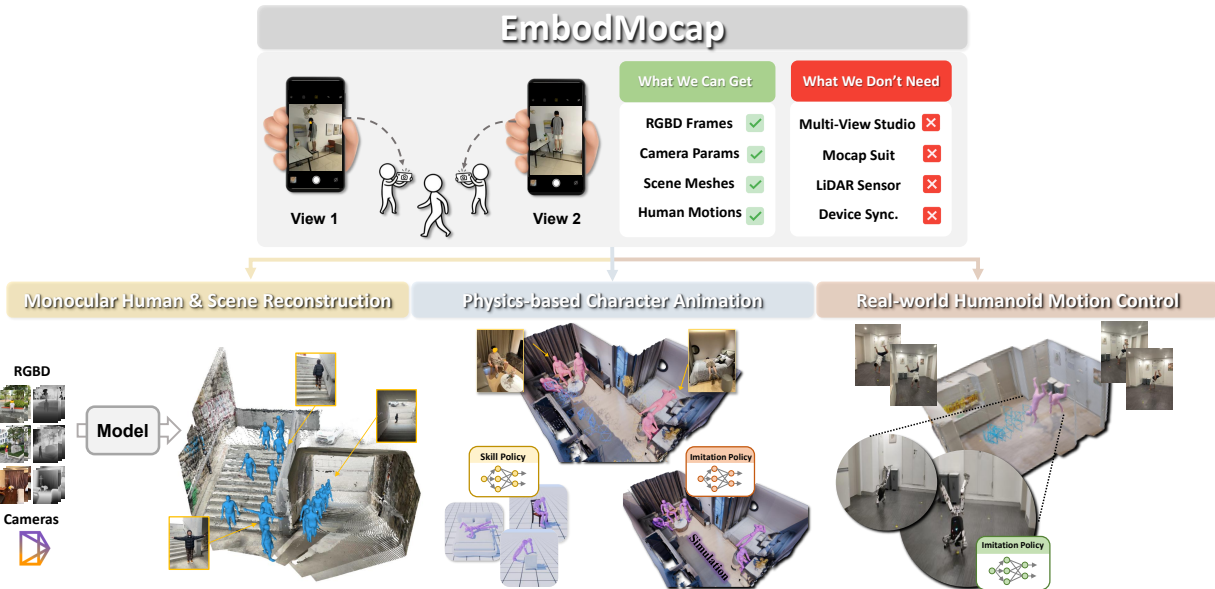 EmbodMocap
View 1
View 2
What We Can Get
RGBD Frames
Camera Params
Scene Meshes
Human Motions
What We Don't Need
Multi-View Studio
Mocap Suit
LiDAR Sensor
Device Sync.
Monocular Human & Scene Reconstruction
Physics-based Character Animation
Real-world Humanoid Motion Control
RGBD
Model
Cameras
Skill Policy
Imitation Policy
Simulation
Imitation Policy